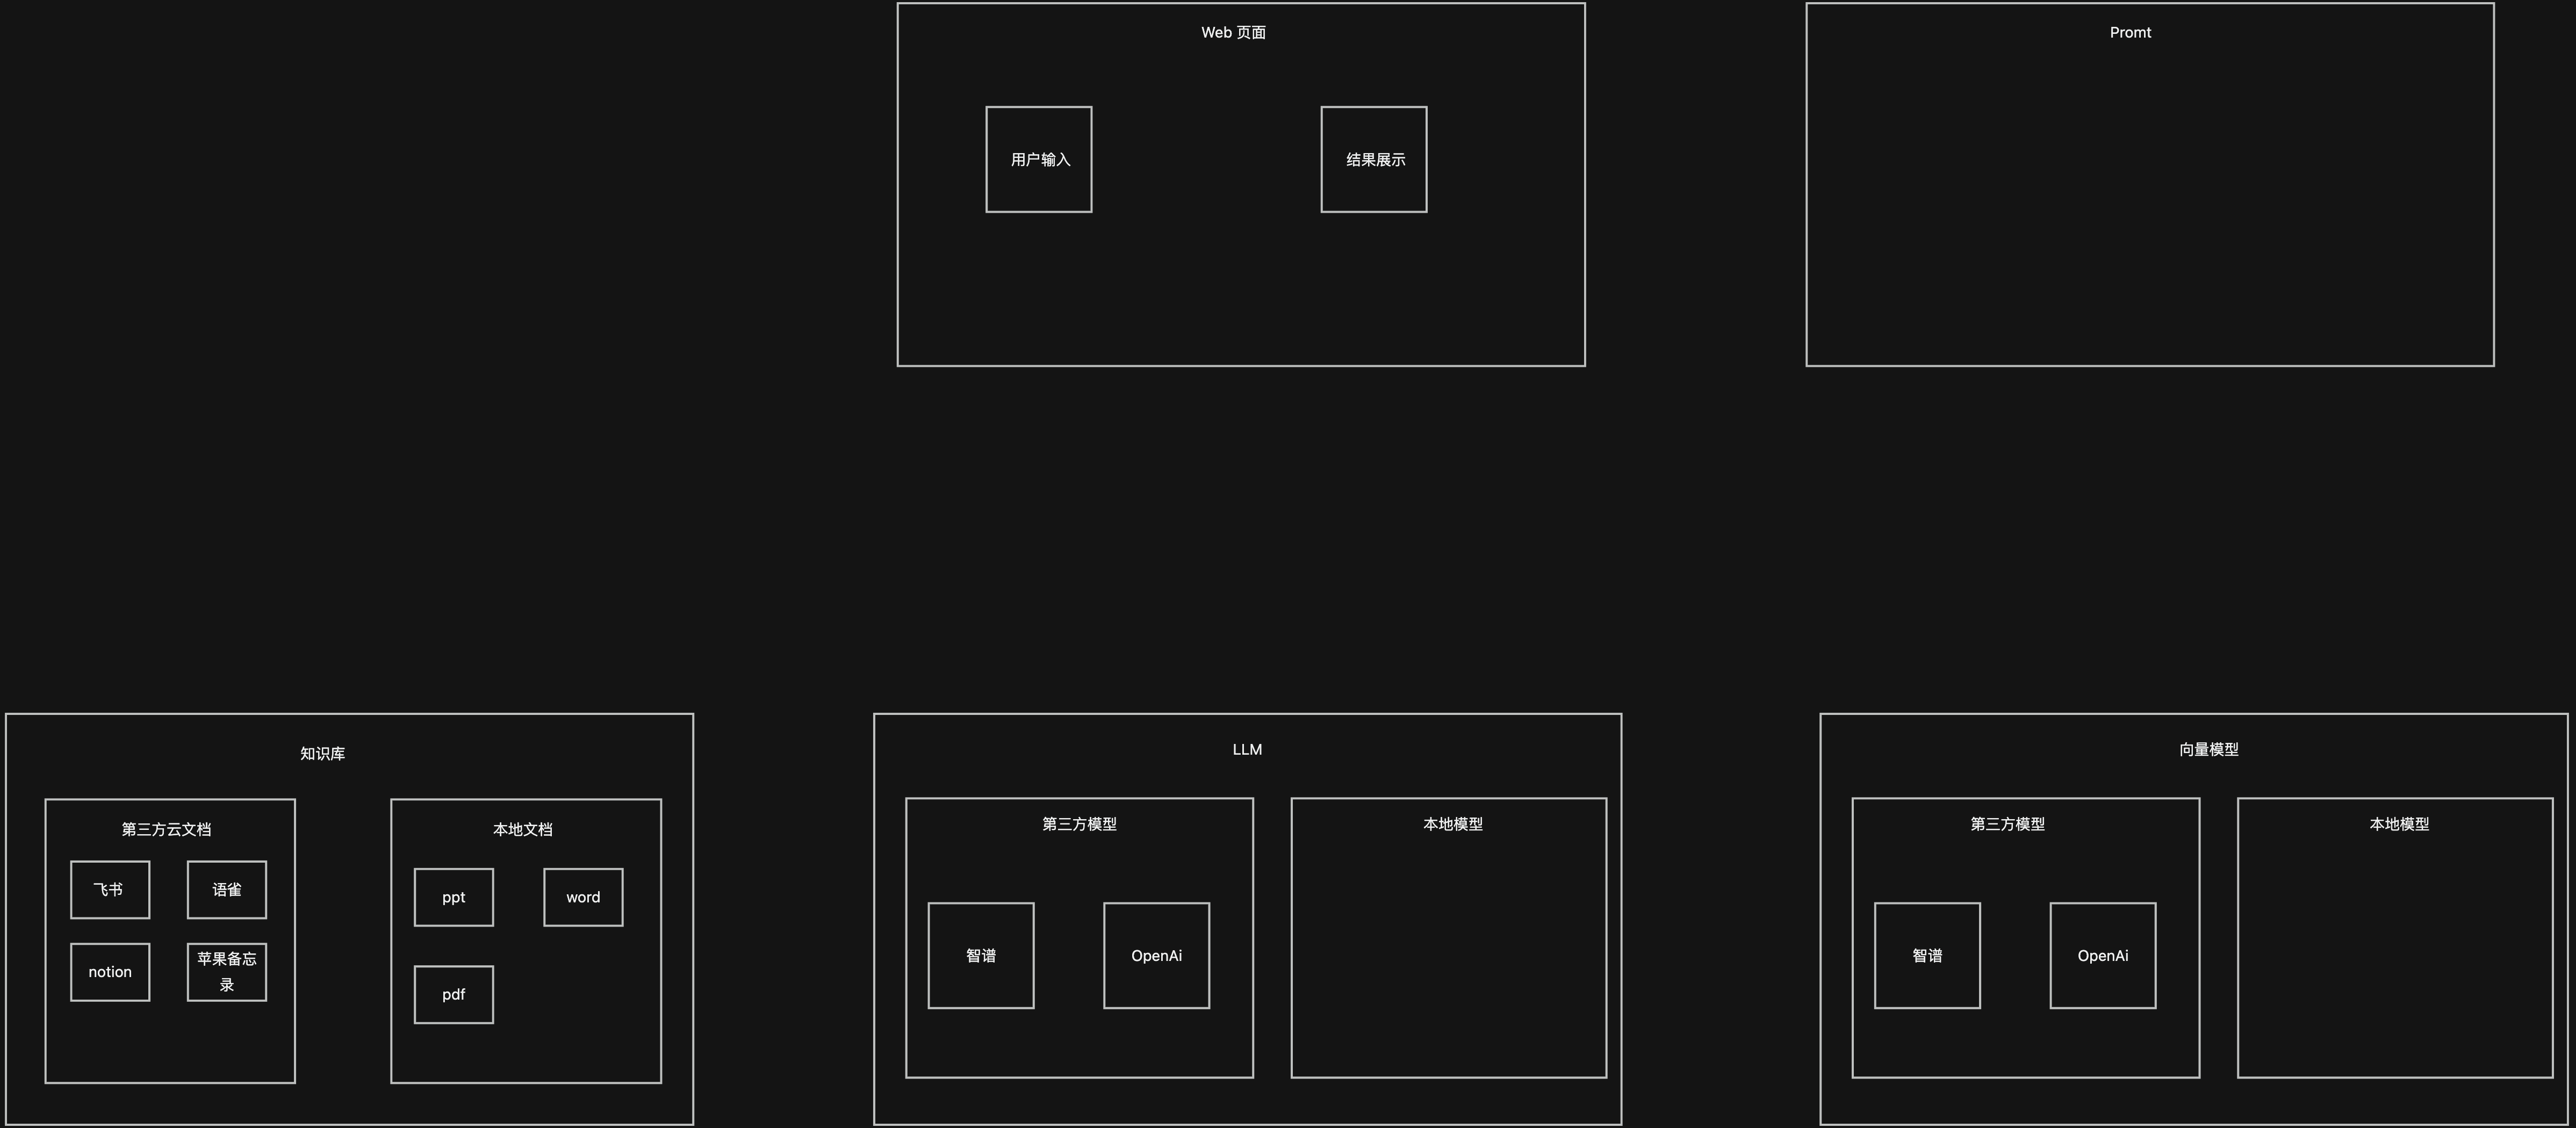 Web 页面
Promt
用户输入
结果展示
知识库
LLM
向量模型
第三方云文档
飞书
语雀
notion
苹果备忘
录
本地文档
ppt
word
pdf
第三方模型
智谱
OpenAi
本地模型
第三方模型
智谱
OpenAi
本地模型